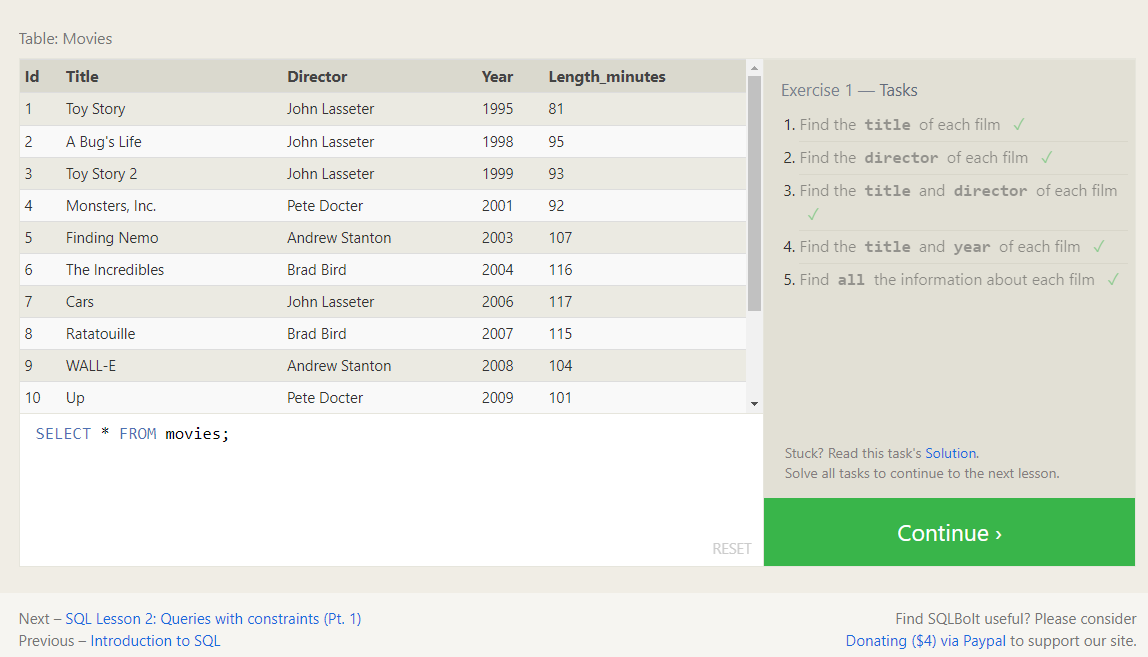 Table: Movies
Id Title Director Year Length_minutes
1 Toy Story John Lasseter 1995 81
2 A Bug's Life John Lasseter 1998 95
3 Toy Story 2 John Lasseter 1999 93
4 Monsters, Inc. Pete Docter 2001 92
5 Finding Nemo Andrew Stanton 2003 107
6 The Incredibles Brad Bird 2004 116
7 Cars John Lasseter 2006 117
8 Ratatouille Brad Bird 2007 115
9 WALL-E Andrew Stanton 2008 104
10 Up Pete Docter 2009 101
SELECT * FROM movies;
RESET
Exercise 1 — Tasks
1. Find the title of each film ✓
2. Find the director of each film ✓
3. Find the title and director of each film
✓
4. Find the title and year of each film ✓
5. Find all the information about each film ✓
Stuck? Read this task's Solution.
Solve all tasks to continue to the next lesson.
Continue ›
Next – SQL Lesson 2: Queries with constraints (Pt. 1)
Previous – Introduction to SQL
Find SQLBolt useful? Please consider
Donating ($4) via Paypal to support our site.